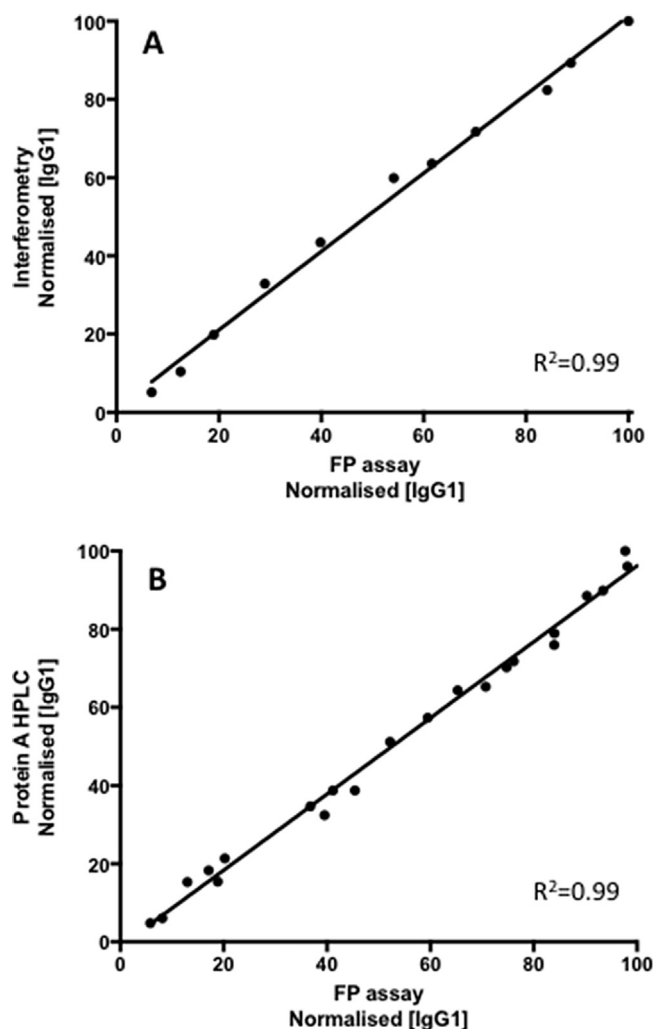 A
100
80
60
40
20
0
Interferometry
Normalised [IgG1]
R²=0.99
0 20 40 60 80 100
FP assay
Normalised [IgG1]
B
100
80
60
40
20
0
Protein A HPLC
Normalised [IgG1]
R²=0.99
0 20 40 60 80 100
FP assay
Normalised [IgG1]